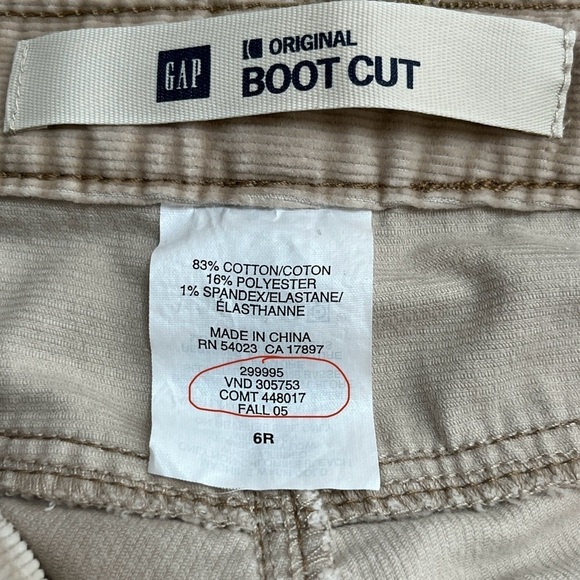 GAP
ORIGINAL
BOOT CUT
83% COTTON/COTON
16% POLYESTER
1% SPANDEX/ELASTANE/
ÉLASTHANNE
MADE IN CHINA
RN 54023 CA 17897
299995
VND 305753
COMT 448017
FALL 05
6R